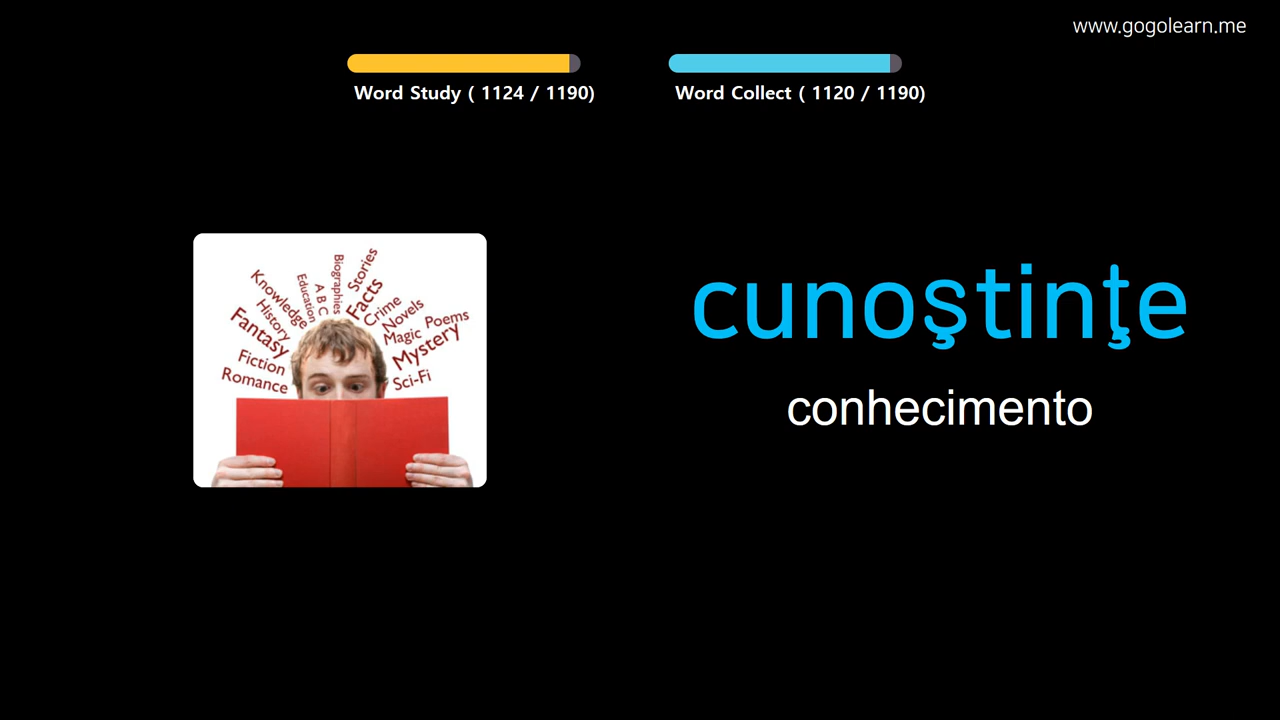 www.gogolearn.me
Word Study ( 1124 / 1190)
Word Collect ( 1120 / 1190)
cunoştinţe
conhecimento
Knowledge
History
Fantasy
Fiction
Romance
Education
A B C
Biographies
Stories
Facts
Crime
Novels
Magic
Poems
Mystery
Sci-Fi